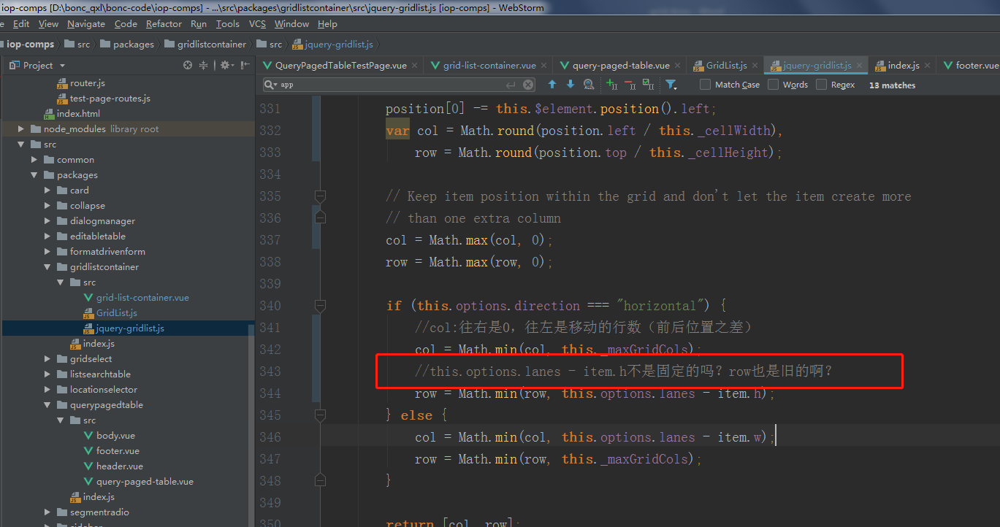 iop-comps [D:\bonc_qxl\bonc-code\iop-comps] - ...\src\packages\gridlistcontainer\src\jquery-gridlist.js [iop-comps] - WebStorm
e Edit View Navigate Code Refactor Run Tools VCS Window Help
iop-comps src packages gridlistcontainer src jquery-gridlist.js
Project
QueryPagedTableTestPage.vue grid-list-container.vue query-paged-table.vue GridList.js jquery-gridlist.js index.js footer.vue
app Match Case Words Regex 13 matches
router.js
test-page-routes.js
index.html
node_modules library root
src
common
packages
card
collapse
dialogmanager
editabletable
formatdrivenform
gridlistcontainer
src
grid-list-container.vue
GridList.js
jquery-gridlist.js
index.js
gridselect
listsearchtable
locationselector
querypagedtable
src
body.vue
footer.vue
header.vue
query-paged-table.vue
index.js
segmentradio
331 position[0] -= this.$element.position().left;
332 var col = Math.round(position.left / this._cellWidth),
333 row = Math.round(position.top / this._cellHeight);
334
335 // Keep item position within the grid and don't let the item create more
336 // than one extra column
337 col = Math.max(col, 0);
338 row = Math.max(row, 0);
339
340 if (this.options.direction === "horizontal") {
341 //col:往右是0，往左是移动的行数（前后位置之差）
342 col = Math.min(col, this._maxGridCols);
343 //this.options.lanes - item.h不是固定的吗？row也是旧的啊？
344 row = Math.min(row, this.options.lanes - item.h);
345 } else {
346 col = Math.min(col, this.options.lanes - item.w);
347 row = Math.min(row, this._maxGridCols);
348 }
349
350 return [col, row];